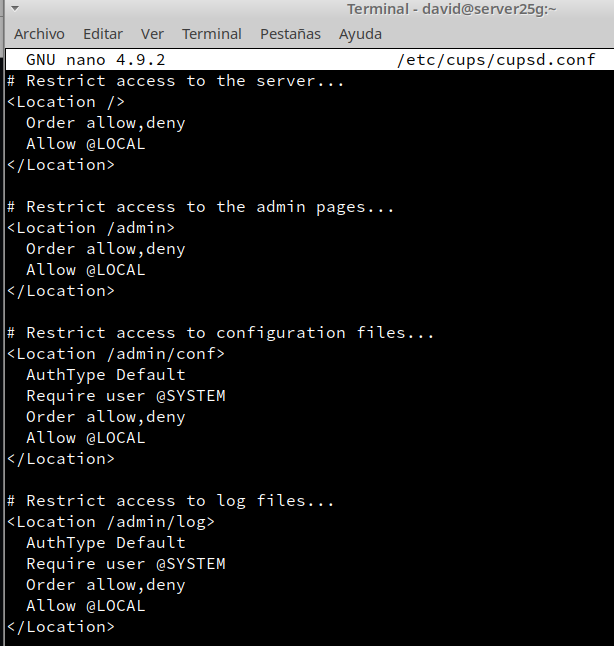 Terminal - david@server25g:~
Archivo Editar Ver Terminal Pestañas Ayuda
GNU nano 4.9.2 /etc/cups/cupsd.conf
# Restrict access to the server...
<Location />
  Order allow,deny
  Allow @LOCAL
</Location>

# Restrict access to the admin pages...
<Location /admin>
  Order allow,deny
  Allow @LOCAL
</Location>

# Restrict access to configuration files...
<Location /admin/conf>
  AuthType Default
  Require user @SYSTEM
  Order allow,deny
  Allow @LOCAL
</Location>

# Restrict access to log files...
<Location /admin/log>
  AuthType Default
  Require user @SYSTEM
  Order allow,deny
  Allow @LOCAL
</Location>